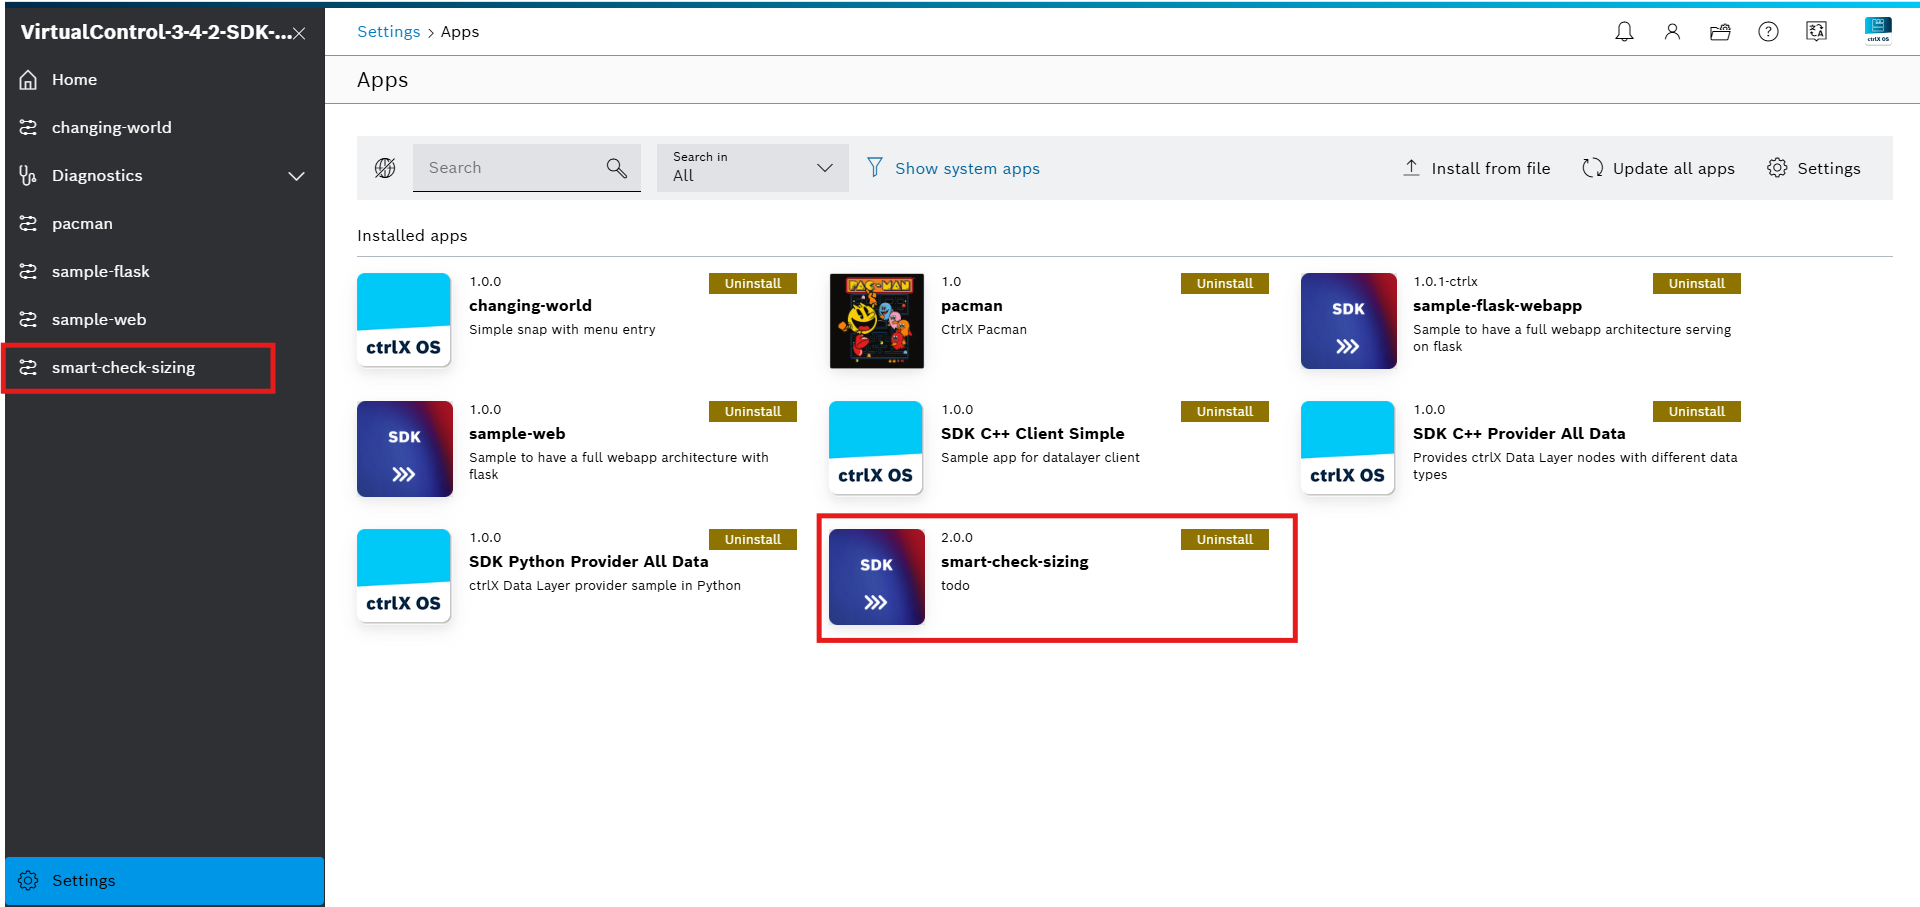 VirtualControl-3-4-2-SDK-...
Settings > Apps
ctrlX OS
Home
Apps
changing-world
Diagnostics
pacman
sample-flask
sample-web
smart-check-sizing
Settings
Search
Search in
All
Show system apps
Install from file
Update all apps
Settings
Installed apps
ctrlX OS
1.0.0
Uninstall
changing-world
Simple snap with menu entry
PAC-MAN
1.0
Uninstall
pacman
CtrlX Pacman
SDK
1.0.1-ctrlx
Uninstall
sample-flask-webapp
Sample to have a full webapp architecture serving
on flask
SDK
1.0.0
Uninstall
sample-web
Sample to have a full webapp architecture with
flask
ctrlX OS
1.0.0
Uninstall
SDK C++ Client Simple
Sample app for datalayer client
ctrlX OS
1.0.0
Uninstall
SDK C++ Provider All Data
Provides ctrlX Data Layer nodes with different data
types
ctrlX OS
1.0.0
Uninstall
SDK Python Provider All Data
ctrlX Data Layer provider sample in Python
SDK
2.0.0
Uninstall
smart-check-sizing
todo